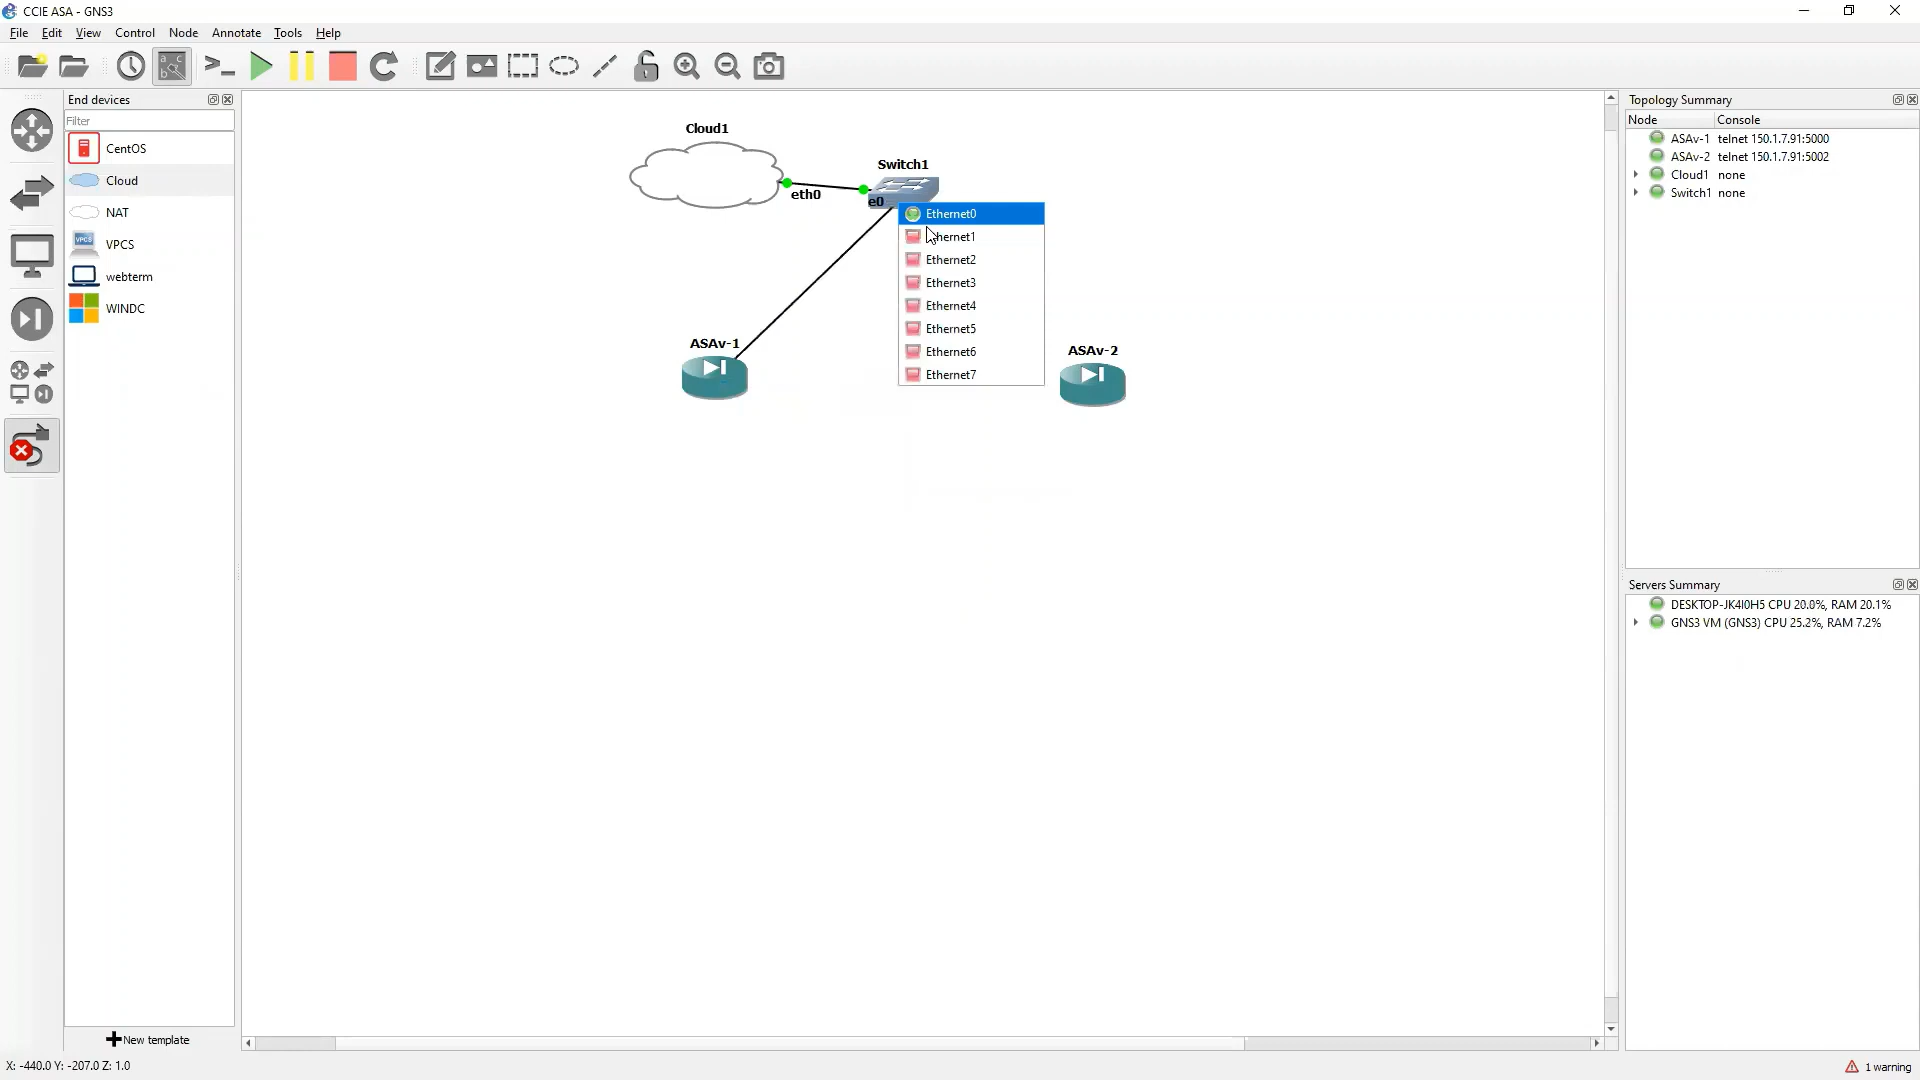 CCIE ASA - GNS3
File Edit View Control Node Annotate Tools Help
End devices
Filter
CentOS
Cloud
NAT
VPCS
VPCS
webterm
WINDC
New template
Cloud1
Switch1
eth0
e0
Ethernet0
Ethernet1
Ethernet2
Ethernet3
Ethernet4
Ethernet5
Ethernet6
Ethernet7
ASAv-1
ASAv-2
Topology Summary
Node Console
ASAv-1 telnet 150.1.7.91:5000
ASAv-2 telnet 150.1.7.91:5002
Cloud1 none
Switch1 none
Servers Summary
DESKTOP-JK4I0H5 CPU 20.0%, RAM 20.1%
GNS3 VM (GNS3) CPU 25.2%, RAM 7.2%
X: -440.0 Y: -207.0 Z: 1.0
1 warning